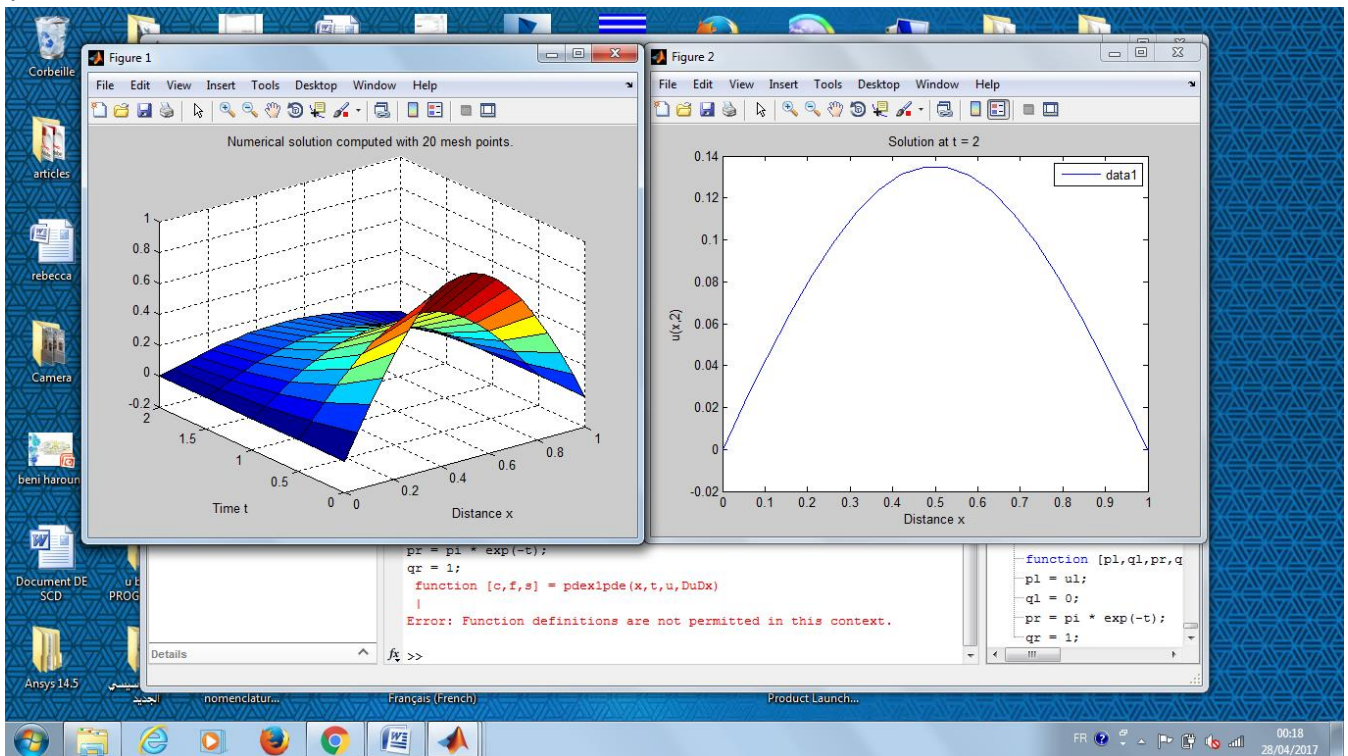 Corbeille
articles
rebecca
Camera
beni haroun
Document DE SCD
PROG
Ansys 14.5
الجديد
nomenclatur...
Français (French)
Product Launch...
Figure 1
File Edit View Insert Tools Desktop Window Help
Numerical solution computed with 20 mesh points.
1
0.8
0.6
0.4
0.2
0
-0.2
2
1.5
1
0.5
0
0
0.2
0.4
0.6
0.8
1
Time t
Distance x
Figure 2
File Edit View Insert Tools Desktop Window Help
Solution at t = 2
data1
0.14
0.12
0.1
0.08
0.06
0.04
0.02
0
-0.02
u(x,2)
0 0.1 0.2 0.3 0.4 0.5 0.6 0.7 0.8 0.9 1
Distance x
pr = pi * exp(-t);
qr = 1;
function [c,f,s] = pdex1pde(x,t,u,DuDx)
|
Error: Function definitions are not permitted in this context.
fx >>
Details
function [pl,ql,pr,q
pl = ul;
ql = 0;
pr = pi * exp(-t);
qr = 1;
FR
00:18
28/04/2017